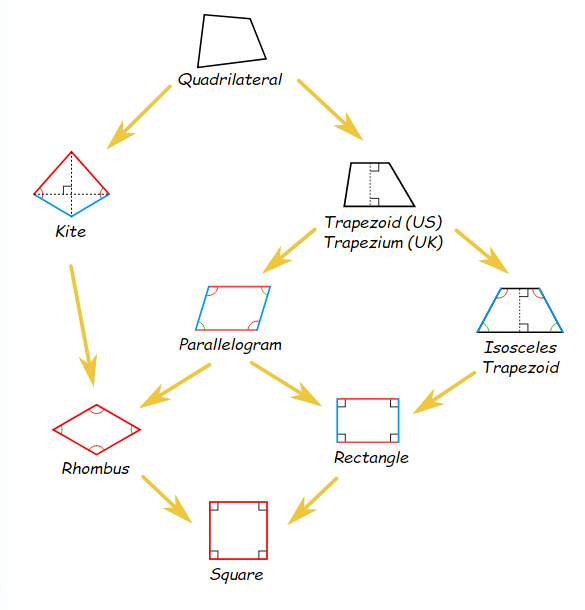 Quadrilateral
Kite
Trapezoid (US)
Trapezium (UK)
Parallelogram
Isosceles
Trapezoid
Rhombus
Rectangle
Square